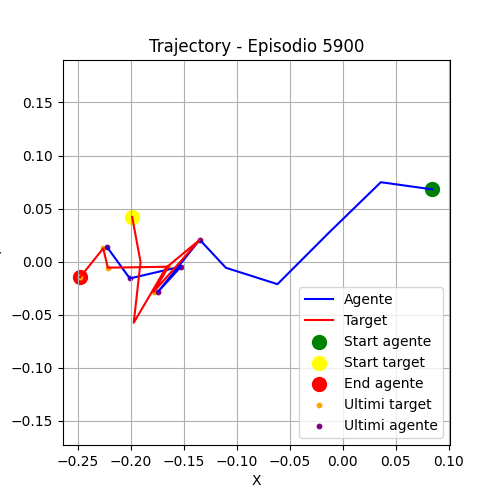 Trajectory - Episodio 5900
0.15
0.10
0.05
0.00
−0.05
−0.10
−0.15
−0.25
−0.20
−0.15
−0.10
−0.05
0.00
0.05
0.10
X
Agente
Target
Start agente
Start target
End agente
Ultimi target
Ultimi agente